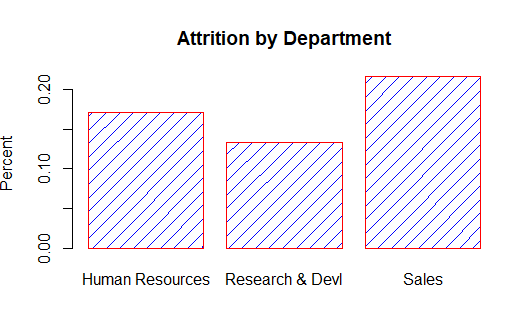 Attrition by Department
Percent
0.20
0.10
0.00
Human Resources Research & Devl Sales